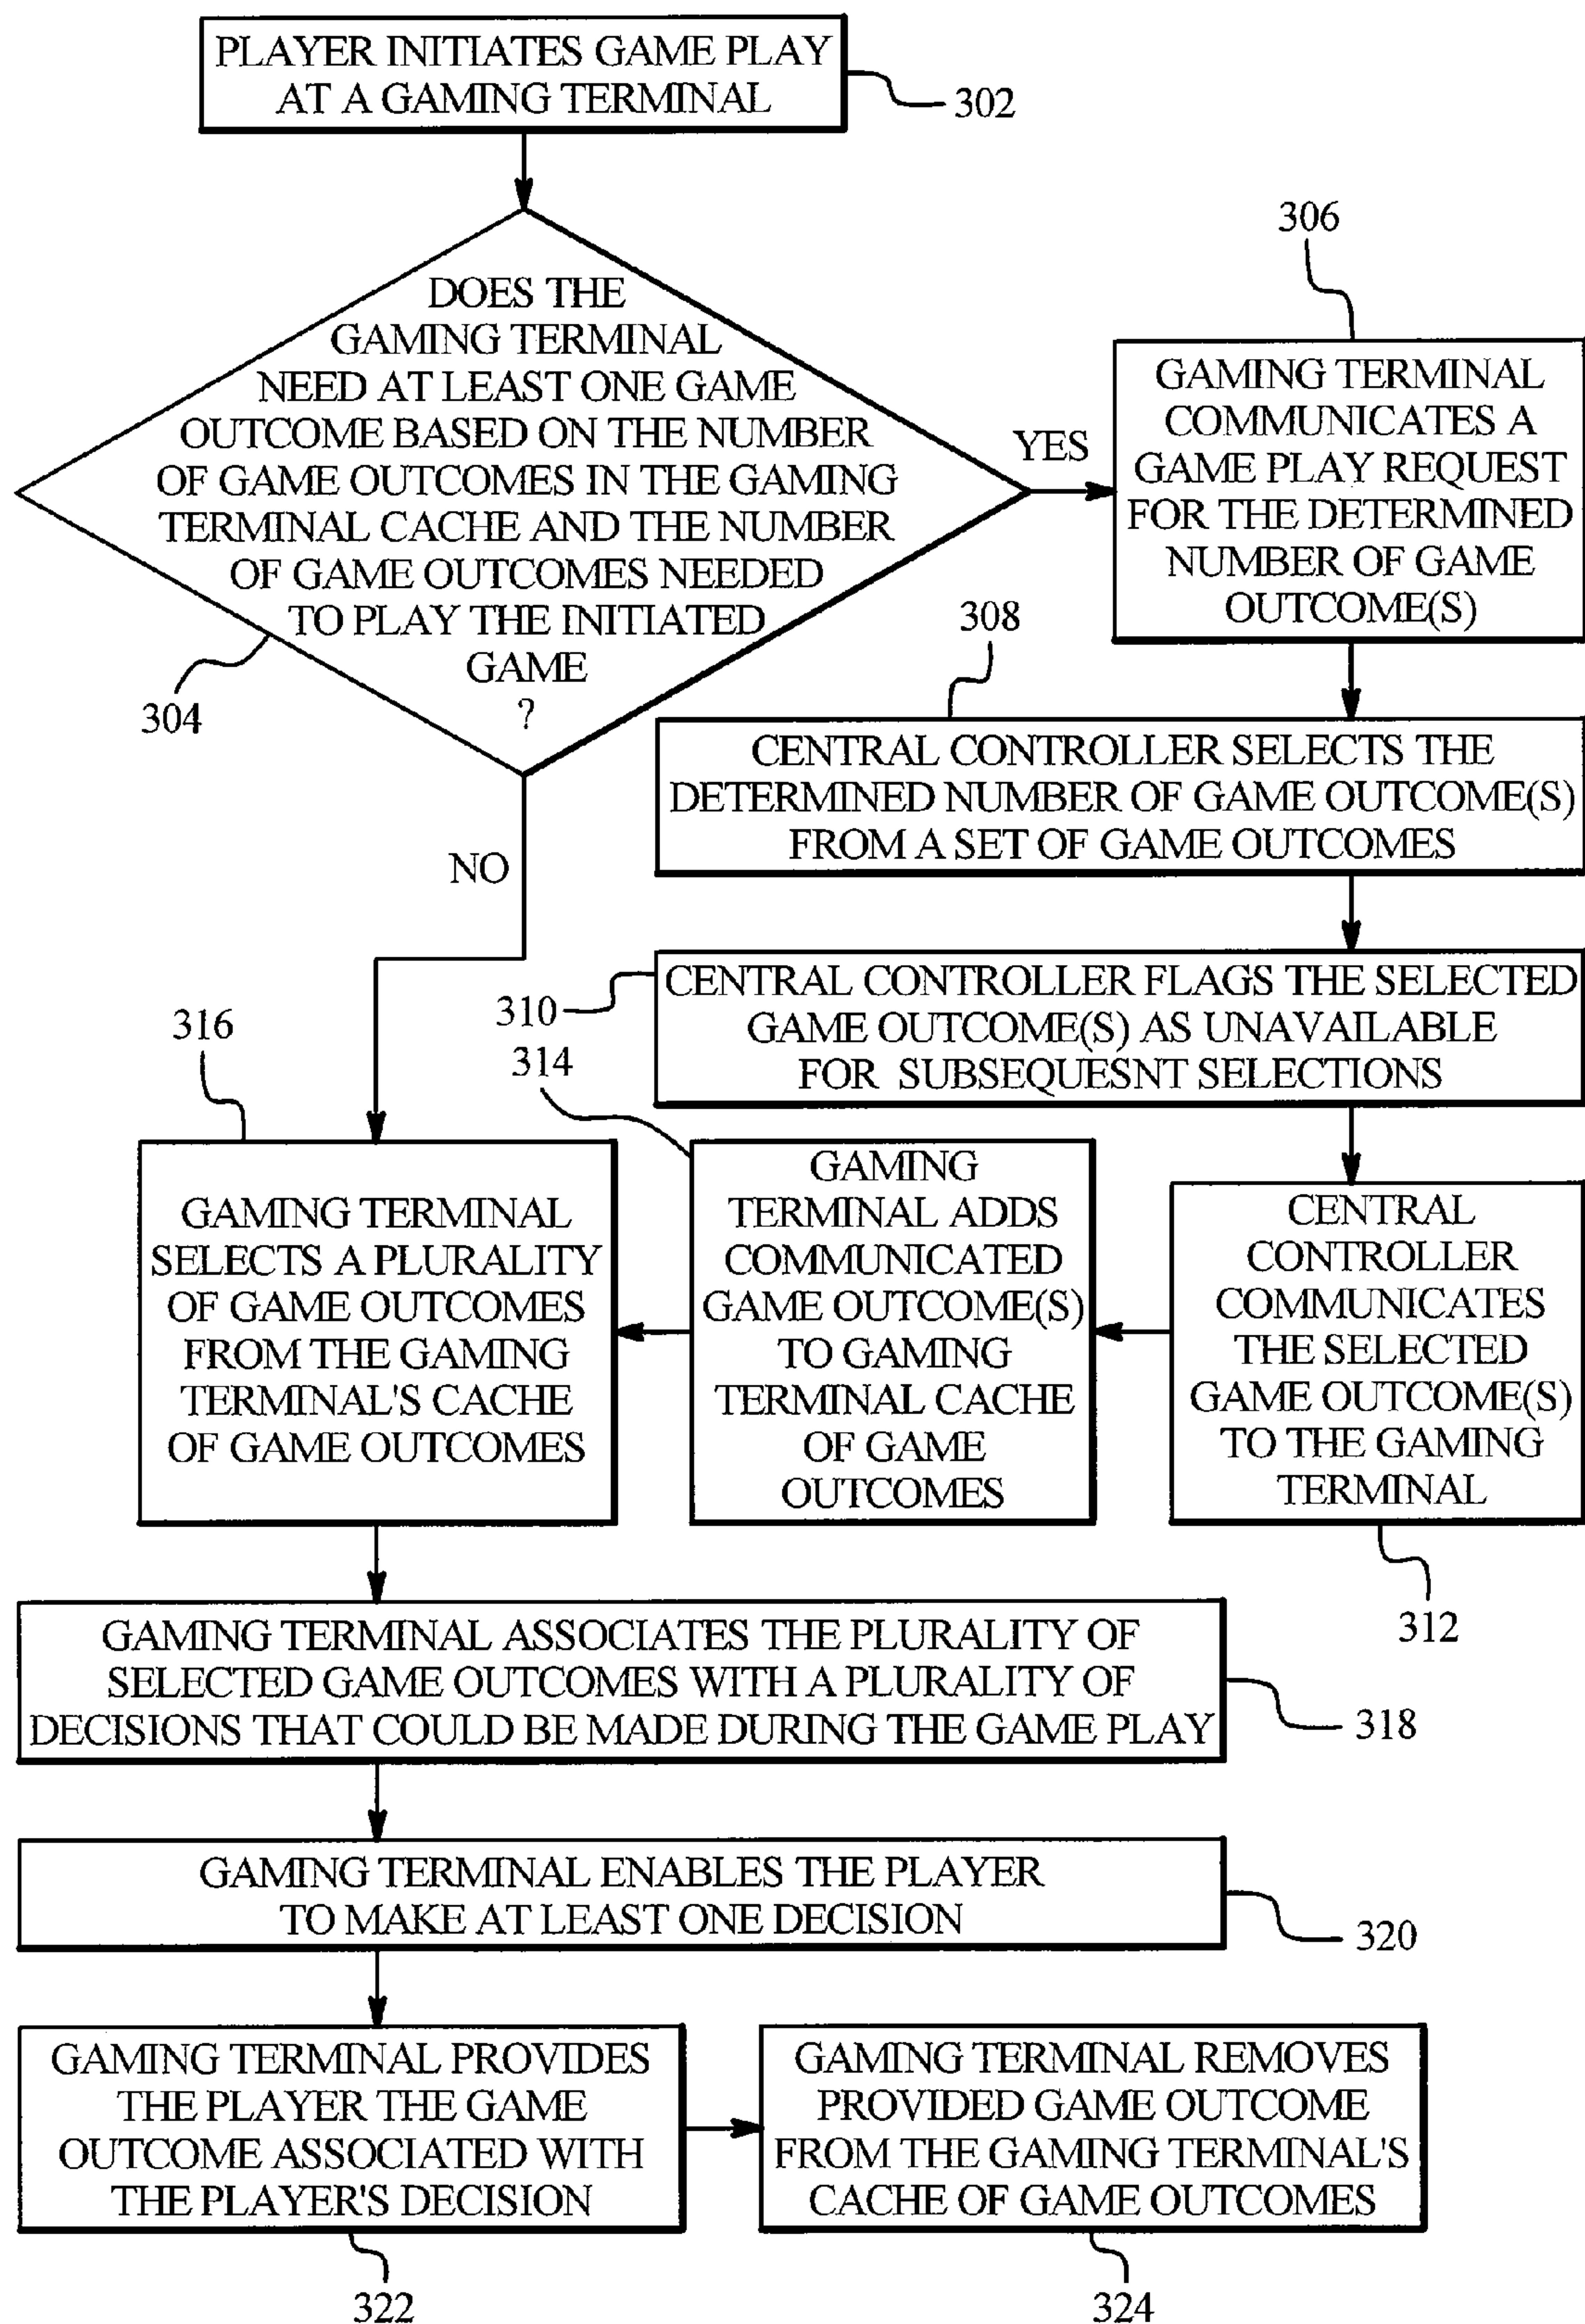 PLAYER INITIATES GAME PLAY
AT A GAMING TERMINAL
302
DOES THE
GAMING TERMINAL
NEED AT LEAST ONE GAME
OUTCOME BASED ON THE NUMBER
OF GAME OUTCOMES IN THE GAMING
TERMINAL CACHE AND THE NUMBER
OF GAME OUTCOMES NEEDED
TO PLAY THE INITIATED
GAME
?
304
YES
NO
306
GAMING TERMINAL
COMMUNICATES A
GAME PLAY REQUEST
FOR THE DETERMINED
NUMBER OF GAME
OUTCOME(S)
308
CENTRAL CONTROLLER SELECTS THE
DETERMINED NUMBER OF GAME OUTCOME(S)
FROM A SET OF GAME OUTCOMES
310
CENTRAL CONTROLLER FLAGS THE SELECTED
GAME OUTCOME(S) AS UNAVAILABLE
FOR SUBSEQUESNT SELECTIONS
CENTRAL
CONTROLLER
COMMUNICATES
THE SELECTED
GAME OUTCOME(S)
TO THE GAMING
TERMINAL
312
314
GAMING
TERMINAL ADDS
COMMUNICATED
GAME OUTCOME(S)
TO GAMING
TERMINAL CACHE
OF GAME
OUTCOMES
316
GAMING TERMINAL
SELECTS A PLURALITY
OF GAME OUTCOMES
FROM THE GAMING
TERMINAL'S CACHE
OF GAME OUTCOMES
GAMING TERMINAL ASSOCIATES THE PLURALITY OF
SELECTED GAME OUTCOMES WITH A PLURALITY OF
DECISIONS THAT COULD BE MADE DURING THE GAME PLAY
318
GAMING TERMINAL ENABLES THE PLAYER
TO MAKE AT LEAST ONE DECISION
320
GAMING TERMINAL PROVIDES
THE PLAYER THE GAME
OUTCOME ASSOCIATED WITH
THE PLAYER'S DECISION
322
GAMING TERMINAL REMOVES
PROVIDED GAME OUTCOME
FROM THE GAMING TERMINAL'S
CACHE OF GAME OUTCOMES
324